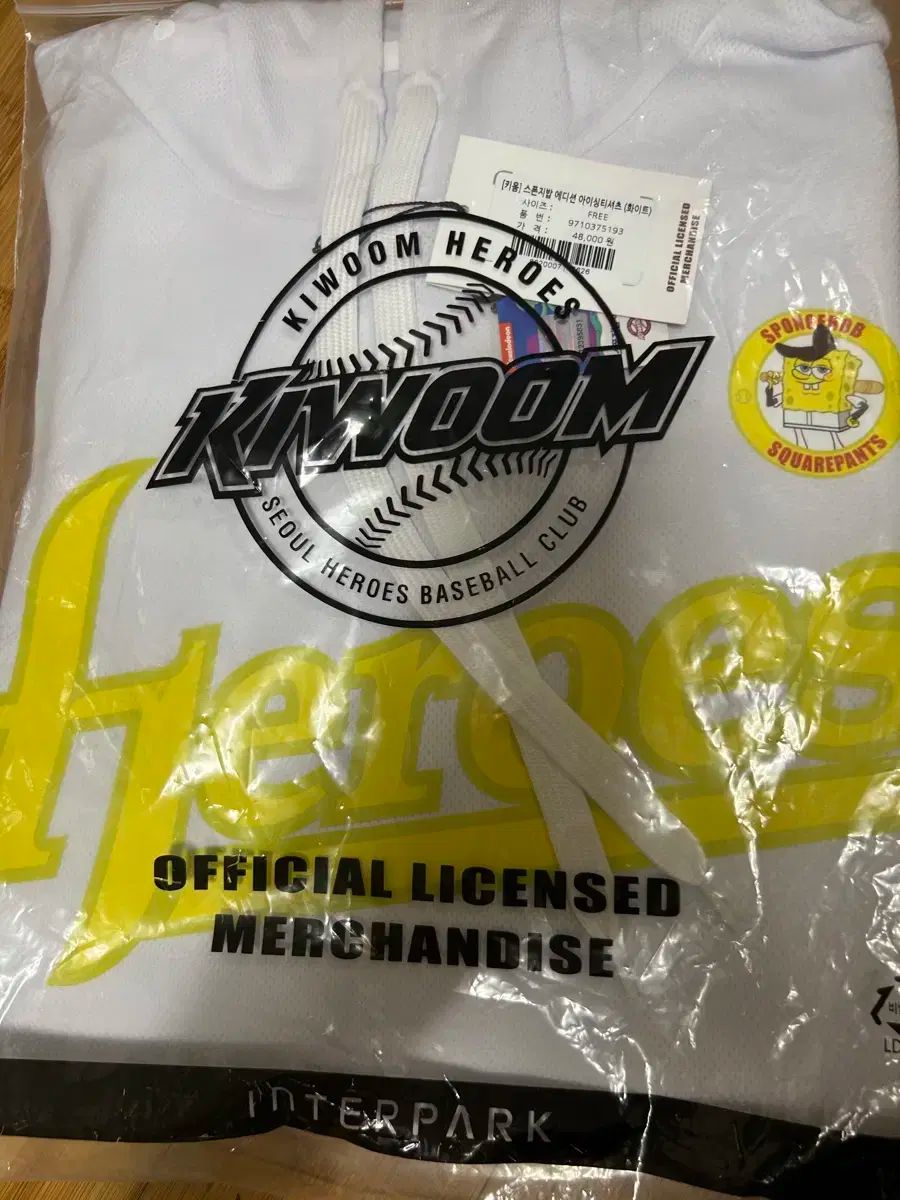 [키움] 스폰지밥 에디션 아이싱티셔츠 (화이트)
사이즈 : FREE
품 번 : 9710375193
가 격 : 48,000 원
OFFICIAL LICENSED
MERCHANDISE
KIWOOM HEROES
nickelodeon
KIWOOM
SEOUL HEROES BASEBALL CLUB
SPONGEBOB
SQUAREPANTS
Heroes
OFFICIAL LICENSED
MERCHANDISE
INTERPARK